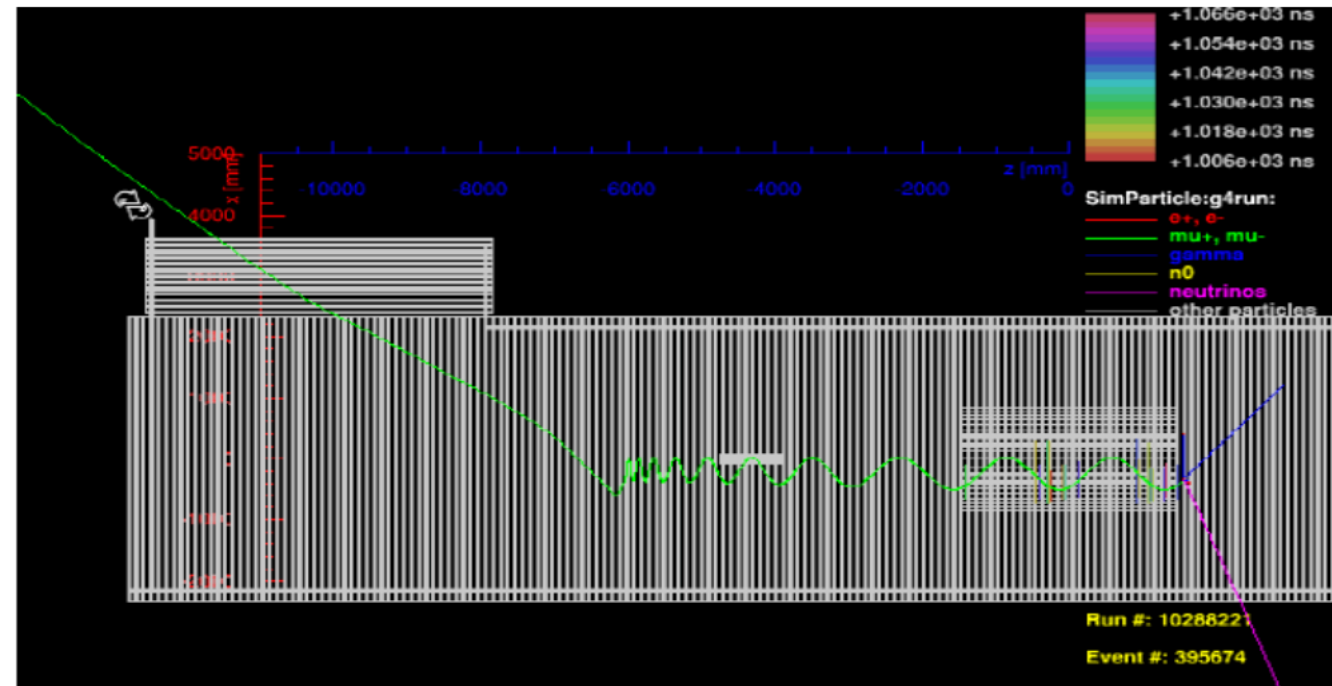 +1.066e+03 ns
+1.054e+03 ns
+1.042e+03 ns
+1.030e+03 ns
+1.018e+03 ns
+1.006e+03 ns
5000
x [mm]
4000
-10000
-8000
-6000
-4000
-2000
0
z [mm]
SimParticle:g4run:
e+, e-
mu+, mu-
gamma
n0
neutrinos
other particles
Run #: 10288221
Event #: 395674